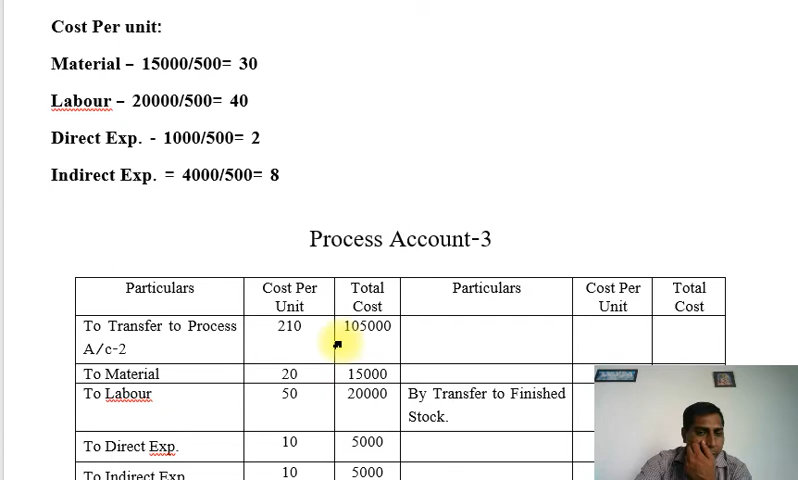 Cost Per unit:
Material – 15000/500= 30
Labour – 20000/500= 40
Direct Exp. - 1000/500= 2
Indirect Exp. = 4000/500= 8
Process Account-3
Particulars Cost Per Unit Total Cost Particulars Cost Per Unit Total Cost
To Transfer to Process A/c-2 210 105000
To Material 20 15000
To Labour 50 20000 By Transfer to Finished Stock.
To Direct Exp. 10 5000
To Indirect Exp 10 5000